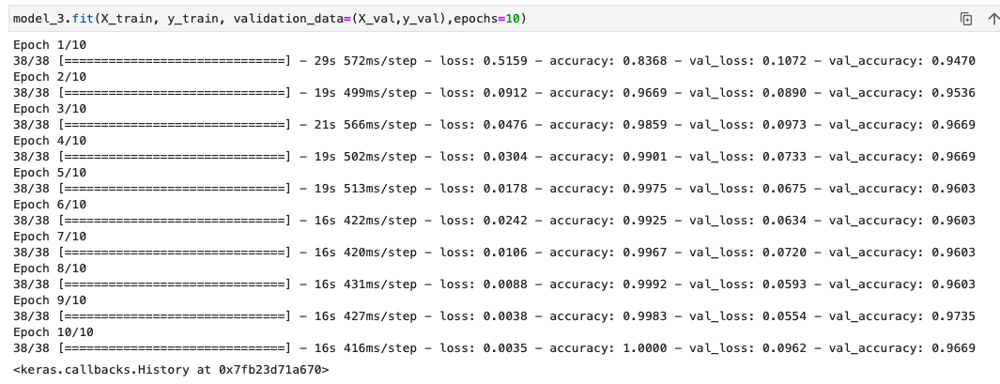 model_3.fit(X_train, y_train, validation_data=(X_val,y_val),epochs=10)
Epoch 1/10
38/38 [==============================] - 29s 572ms/step - loss: 0.5159 - accuracy: 0.8368 - val_loss: 0.1072 - val_accuracy: 0.9470
Epoch 2/10
38/38 [==============================] - 19s 499ms/step - loss: 0.0912 - accuracy: 0.9669 - val_loss: 0.0890 - val_accuracy: 0.9536
Epoch 3/10
38/38 [==============================] - 21s 566ms/step - loss: 0.0476 - accuracy: 0.9859 - val_loss: 0.0973 - val_accuracy: 0.9669
Epoch 4/10
38/38 [==============================] - 19s 502ms/step - loss: 0.0304 - accuracy: 0.9901 - val_loss: 0.0733 - val_accuracy: 0.9669
Epoch 5/10
38/38 [==============================] - 19s 513ms/step - loss: 0.0178 - accuracy: 0.9975 - val_loss: 0.0675 - val_accuracy: 0.9603
Epoch 6/10
38/38 [==============================] - 16s 422ms/step - loss: 0.0242 - accuracy: 0.9925 - val_loss: 0.0634 - val_accuracy: 0.9603
Epoch 7/10
38/38 [==============================] - 16s 420ms/step - loss: 0.0106 - accuracy: 0.9967 - val_loss: 0.0720 - val_accuracy: 0.9603
Epoch 8/10
38/38 [==============================] - 16s 431ms/step - loss: 0.0088 - accuracy: 0.9992 - val_loss: 0.0593 - val_accuracy: 0.9603
Epoch 9/10
38/38 [==============================] - 16s 427ms/step - loss: 0.0038 - accuracy: 0.9983 - val_loss: 0.0554 - val_accuracy: 0.9735
Epoch 10/10
38/38 [==============================] - 16s 416ms/step - loss: 0.0035 - accuracy: 1.0000 - val_loss: 0.0962 - val_accuracy: 0.9669
<keras.callbacks.History at 0x7fb23d71a670>